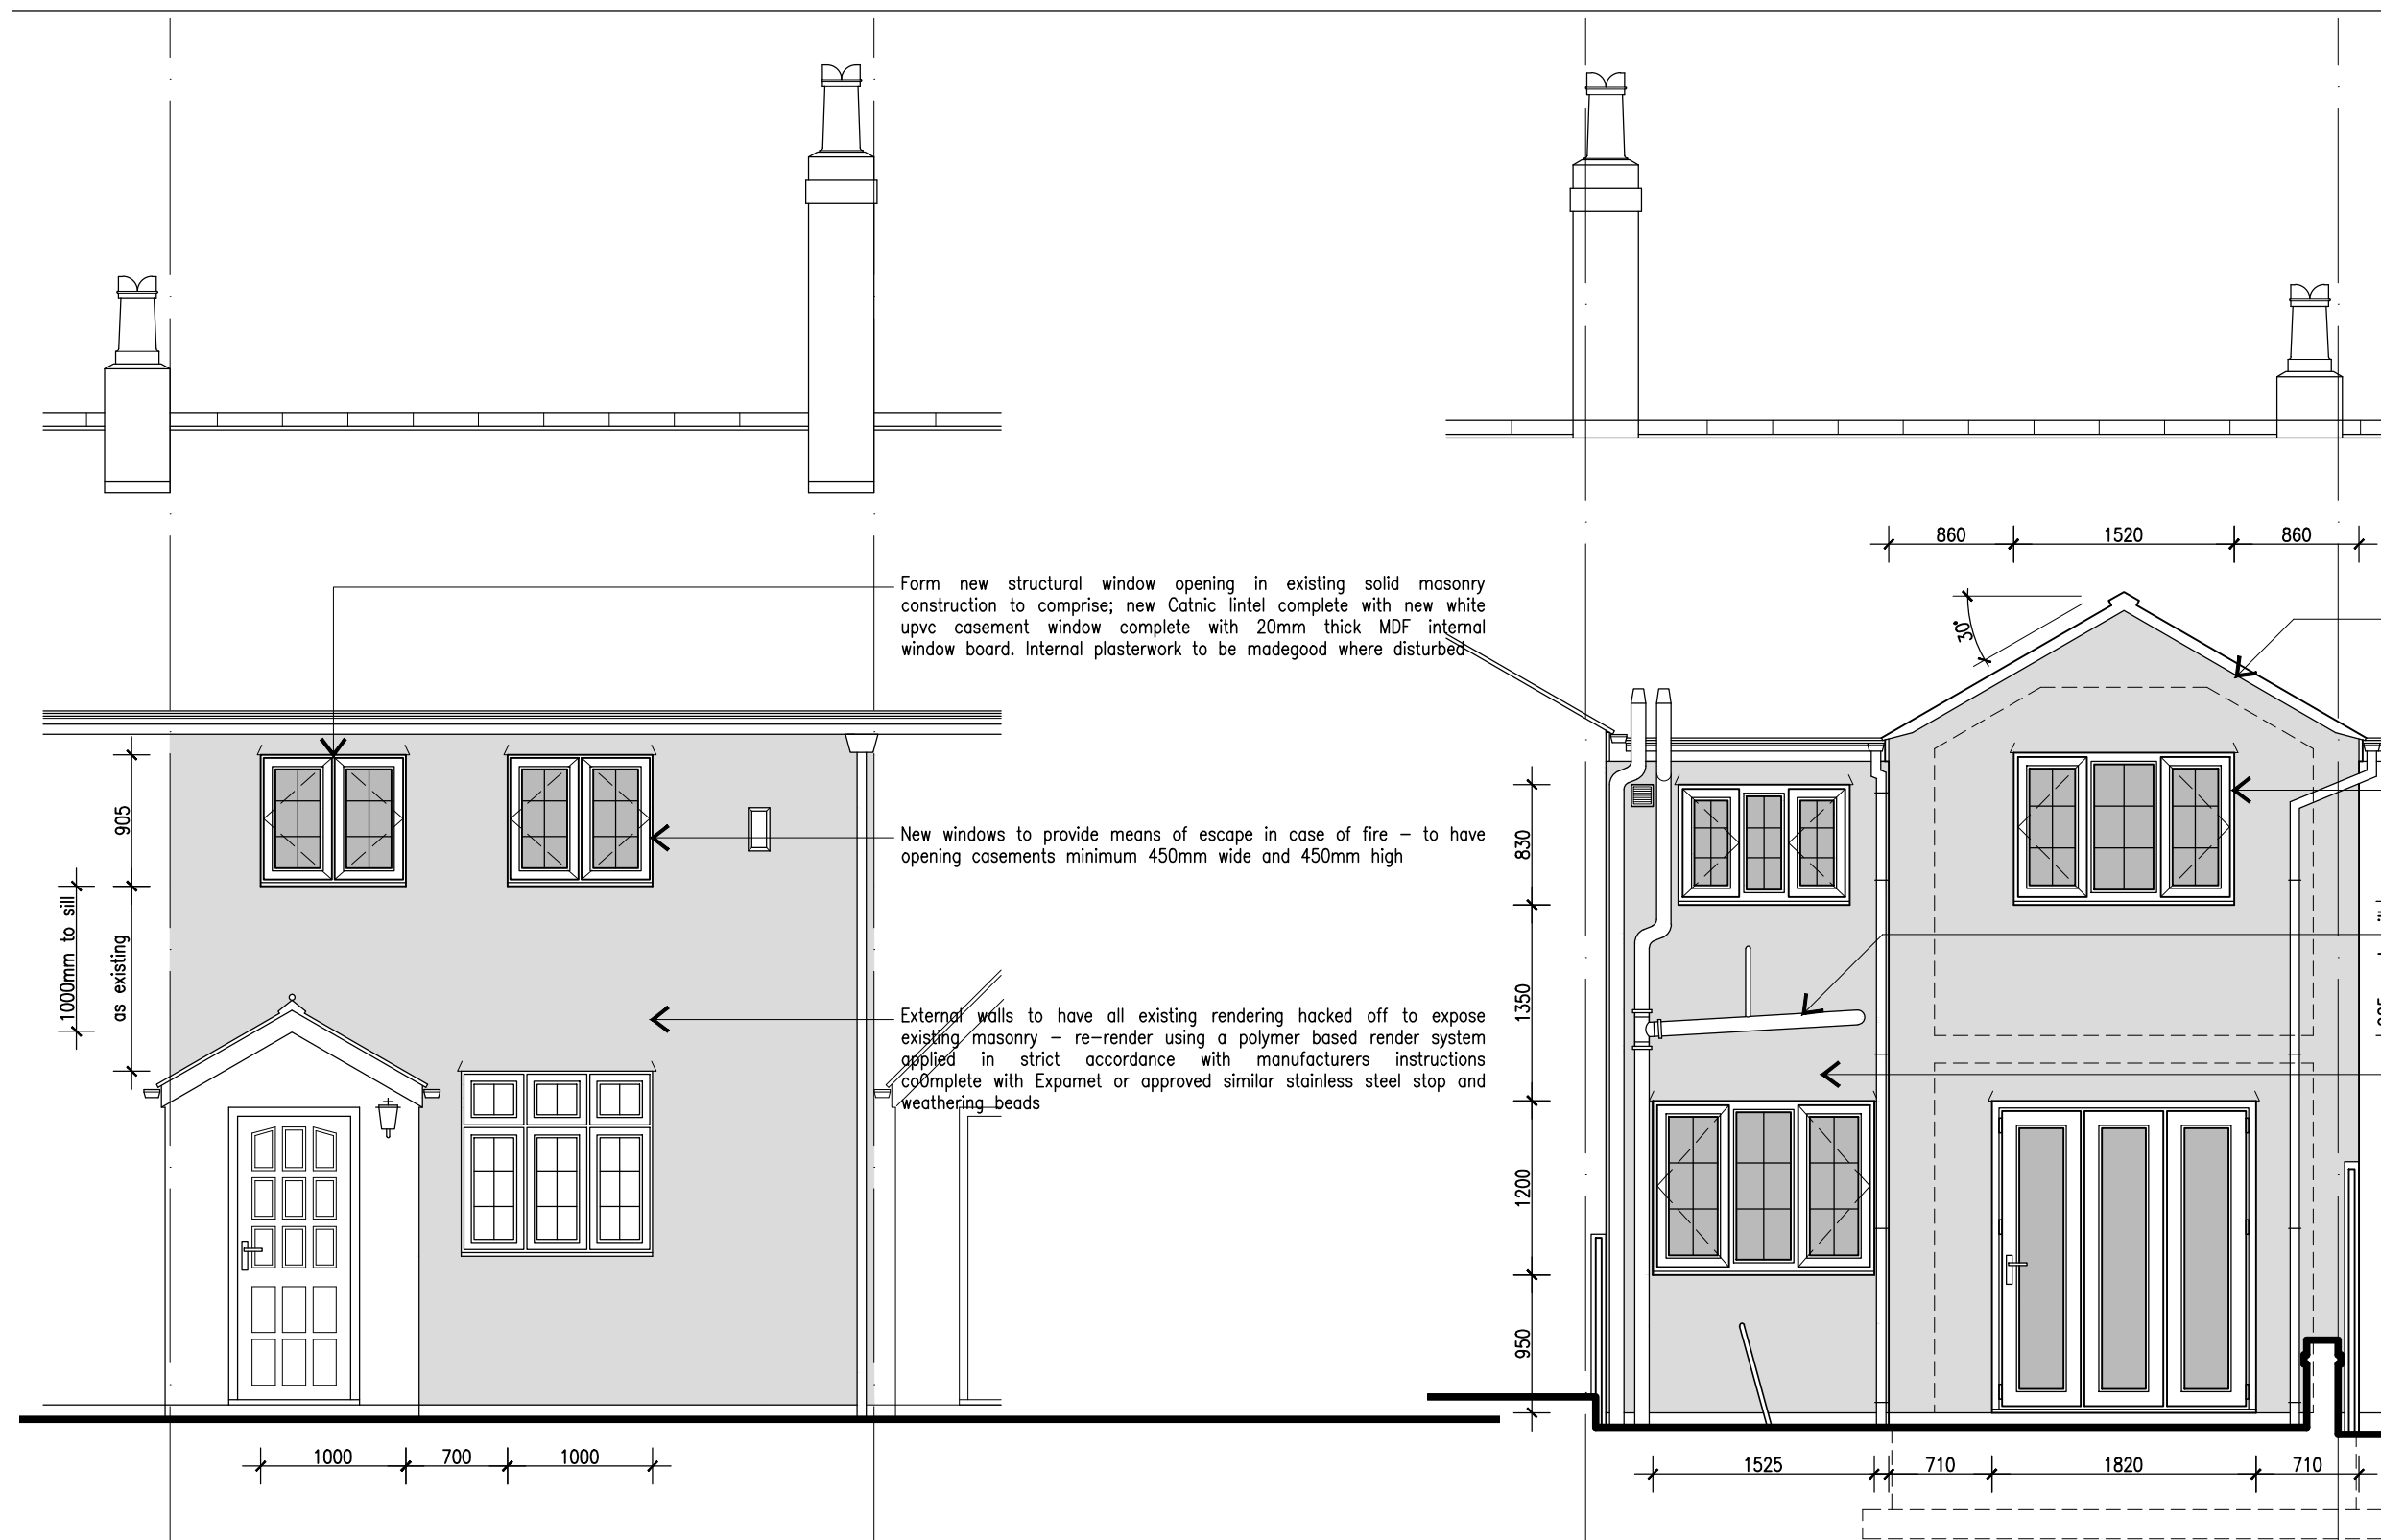 860
1520
860
30°
Form new structural window opening in existing solid masonry
construction to comprise; new Catnic lintel complete with new white
upvc casement window complete with 20mm thick MDF internal
window board. Internal plasterwork to be madegood where disturbed
905
as existing
1000mm to sill
New windows to provide means of escape in case of fire – to have
opening casements minimum 450mm wide and 450mm high
External walls to have all existing rendering hacked off to expose
existing masonry – re–render using a polymer based render system
applied in strict accordance with manufacturers instructions
co0mplete with Expamet or approved similar stainless steel stop and
weathering beads
830
1350
1200
950
1000
700
1000
1525
710
1820
710